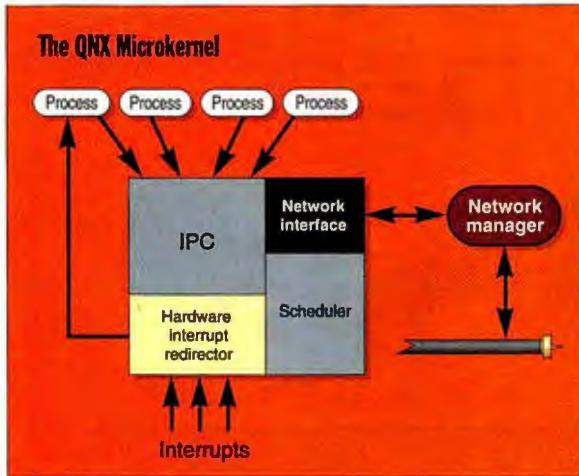 The QNX Microkernel
Process Process Process Process
IPC
Network
interface
Network
manager
Hardware
interrupt
redirector
Scheduler
Interrupts